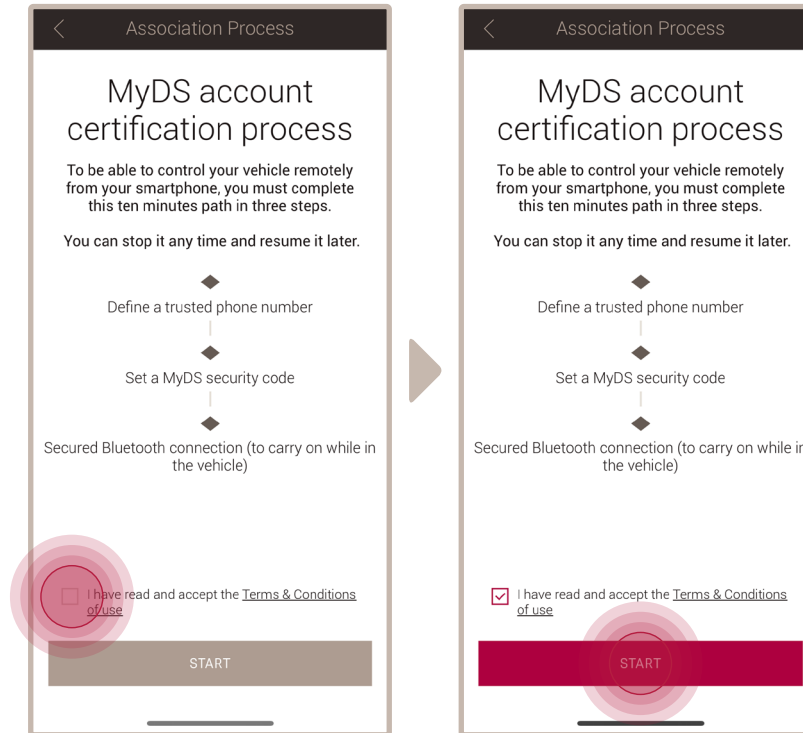 Association Process
MyDS account
certification process
To be able to control your vehicle remotely
from your smartphone, you must complete
this ten minutes path in three steps.
You can stop it any time and resume it later.
Define a trusted phone number
Set a MyDS security code
Secured Bluetooth connection (to carry on while in
the vehicle)
I have read and accept the Terms & Conditions
of use
START
Association Process
MyDS account
certification process
To be able to control your vehicle remotely
from your smartphone, you must complete
this ten minutes path in three steps.
You can stop it any time and resume it later.
Define a trusted phone number
Set a MyDS security code
Secured Bluetooth connection (to carry on while in
the vehicle)
I have read and accept the Terms & Conditions
of use
START